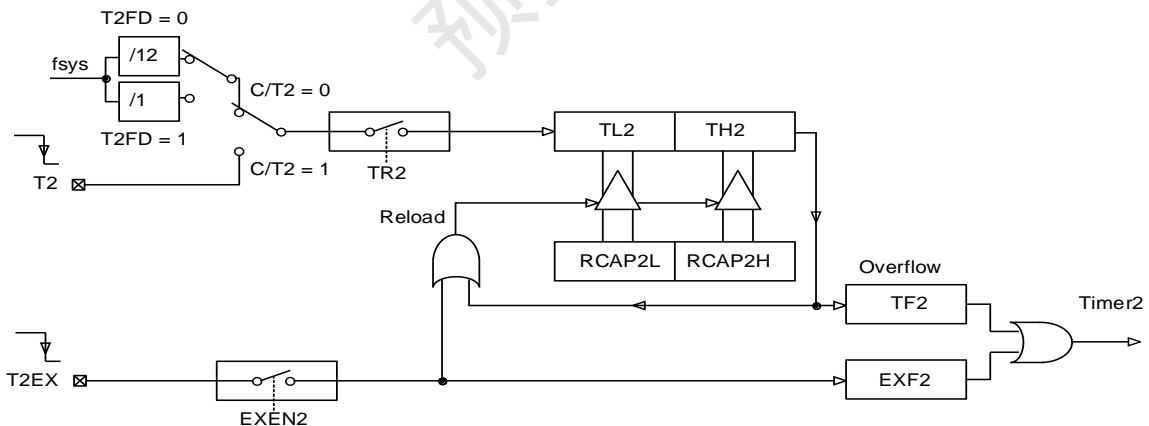 T2FD = 0
/12
fsys
C/T2 = 0
/1
T2FD = 1
TL2
TH2
T2
C/T2 = 1
TR2
Reload
RCAP2L
RCAP2H
Overflow
TF2
Timer2
T2EX
EXF2
EXEN2
预